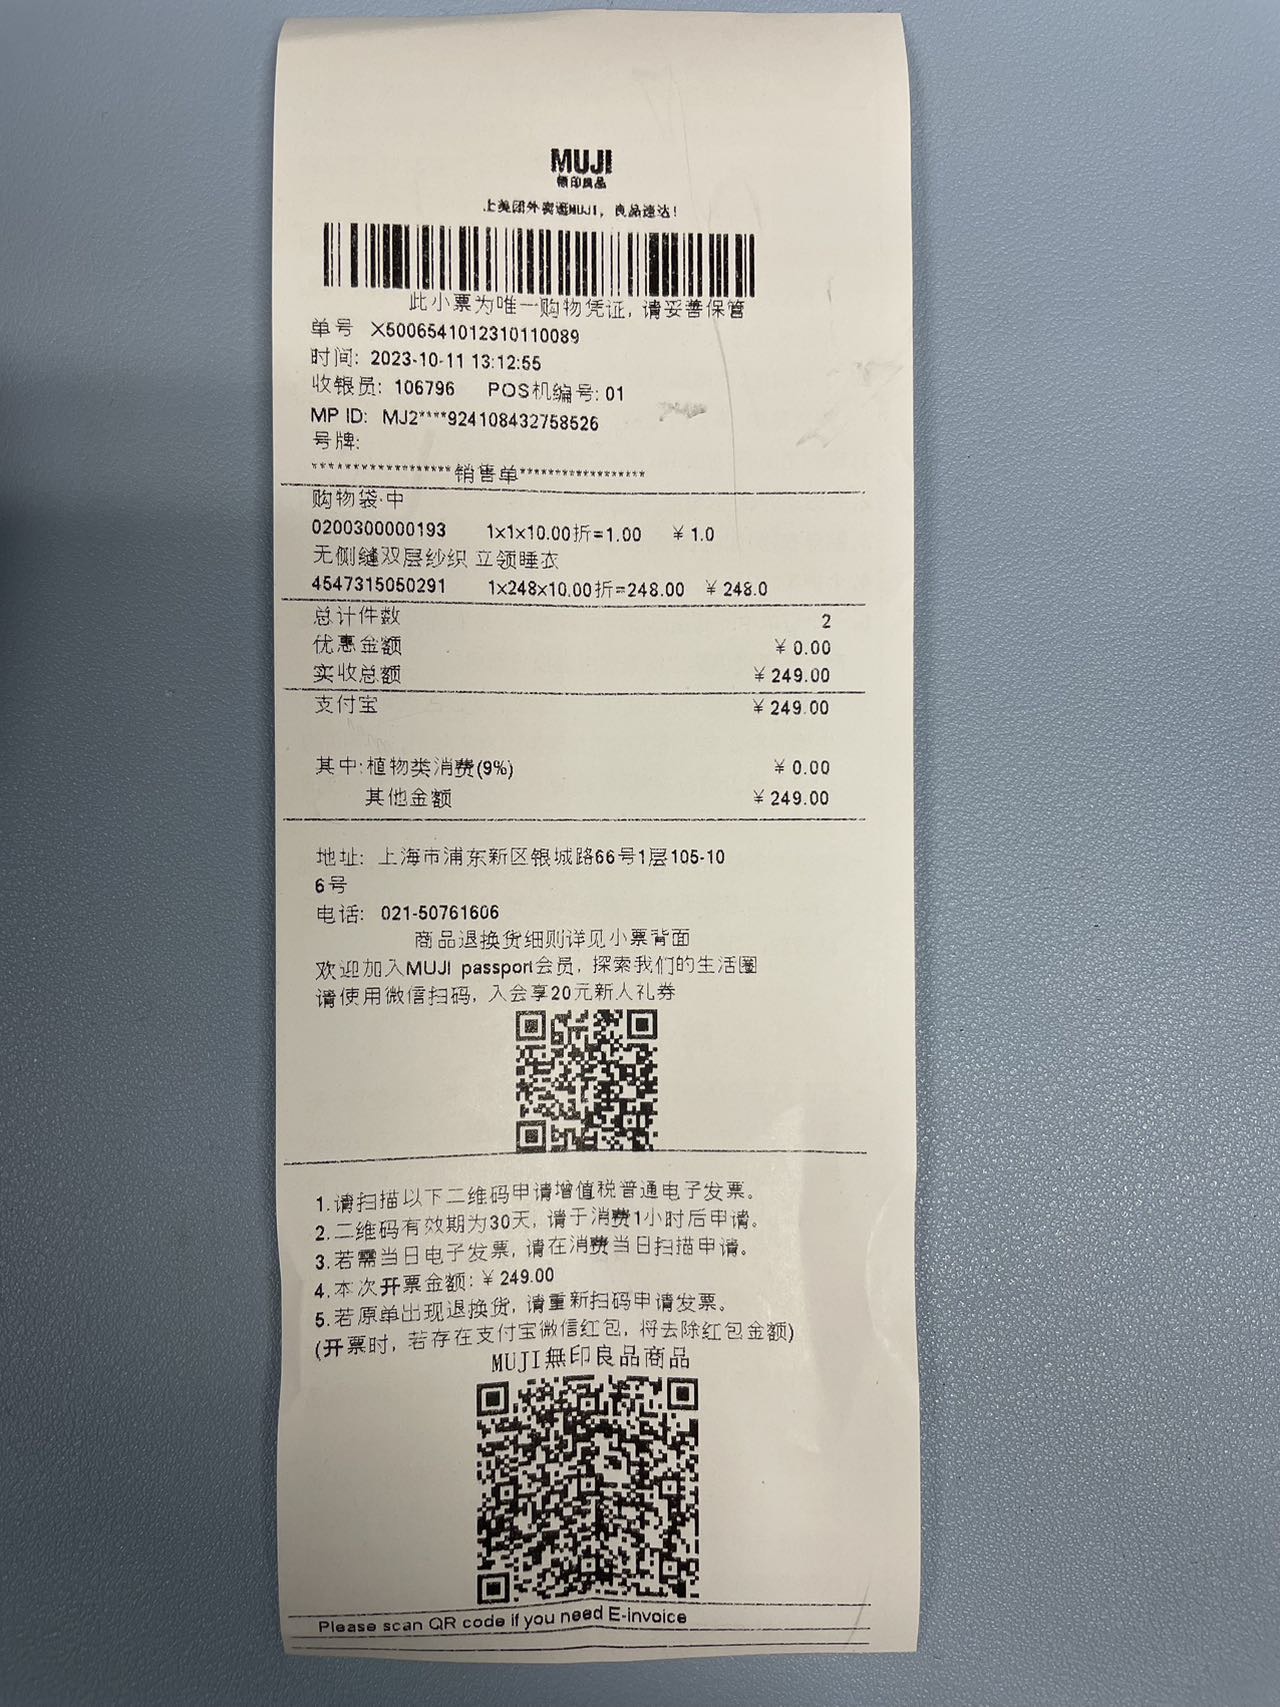 MUJI
無印良品
上美团外卖逛MUJI，良品速达！
此小票为唯一购物凭证，请妥善保管
单号 X5006541012310110089
时间: 2023-10-11 13:12:55
收银员: 106796 POS机编号: 01
MP ID: MJ2****924108432758526
号牌:
******************销售单*****************
购物袋·中
0200300000193 1x1x10.00折=1.00 ¥ 1.0
无侧缝双层纱织 立领睡衣
4547315050291 1x248x10.00折=248.00 ¥ 248.0
总计件数 2
优惠金额 ¥ 0.00
实收总额 ¥ 249.00
支付宝 ¥ 249.00
其中:植物类消费(9%) ¥ 0.00
其他金额 ¥ 249.00
地址: 上海市浦东新区银城路66号1层105-10
6号
电话: 021-50761606
商品退换货细则详见小票背面
欢迎加入MUJI passport会员，探索我们的生活圈
请使用微信扫码，入会享20元新人礼券
1.请扫描以下二维码申请增值税普通电子发票。
2.二维码有效期为30天，请于消费1小时后申请。
3.若需当日电子发票，请在消费当日扫描申请。
4.本次开票金额: ¥ 249.00
5.若原单出现退换货，请重新扫码申请发票。
(开票时，若存在支付宝微信红包，将去除红包金额)
MUJI無印良品商品
Please scan QR code if you need E-invoice